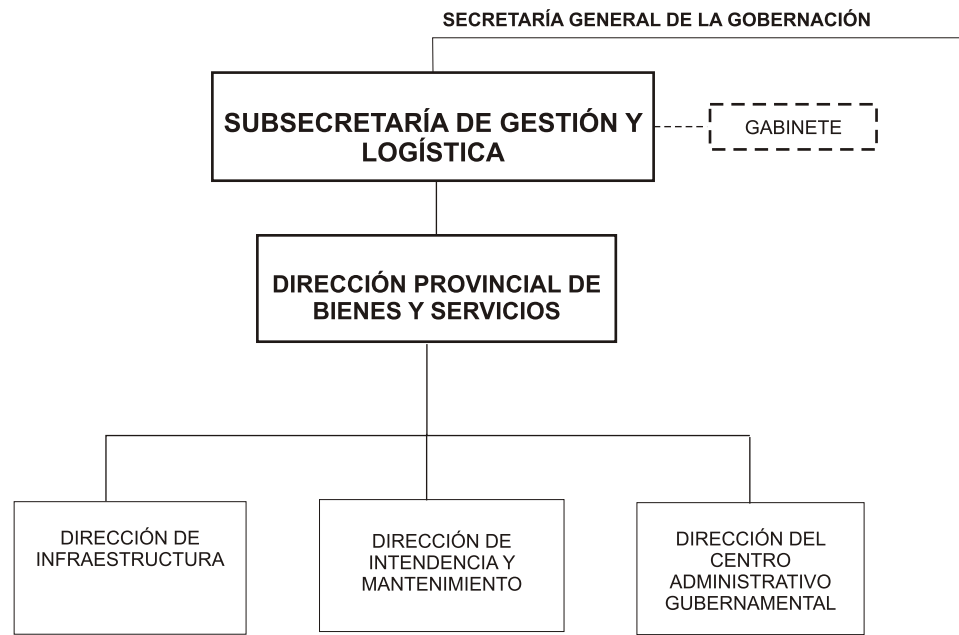 SECRETARÍA GENERAL DE LA GOBERNACIÓN
SUBSECRETARÍA DE GESTIÓN Y
LOGÍSTICA
GABINETE
DIRECCIÓN PROVINCIAL DE
BIENES Y SERVICIOS
DIRECCIÓN DE
INFRAESTRUCTURA
DIRECCIÓN DE
INTENDENCIA Y
MANTENIMIENTO
DIRECCIÓN DEL
CENTRO
ADMINISTRATIVO
GUBERNAMENTAL